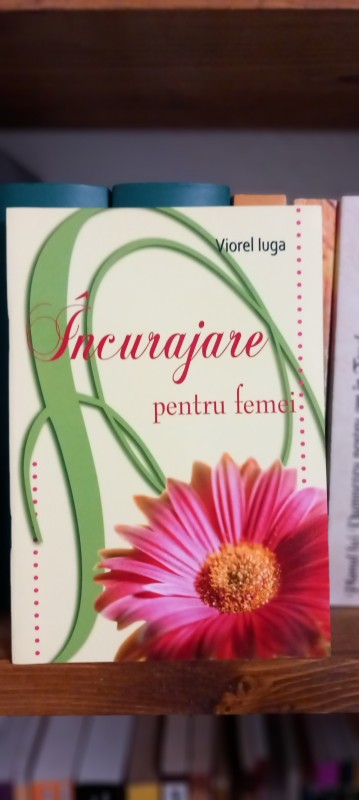 Viorel Iuga
Încurajare
pentru femei